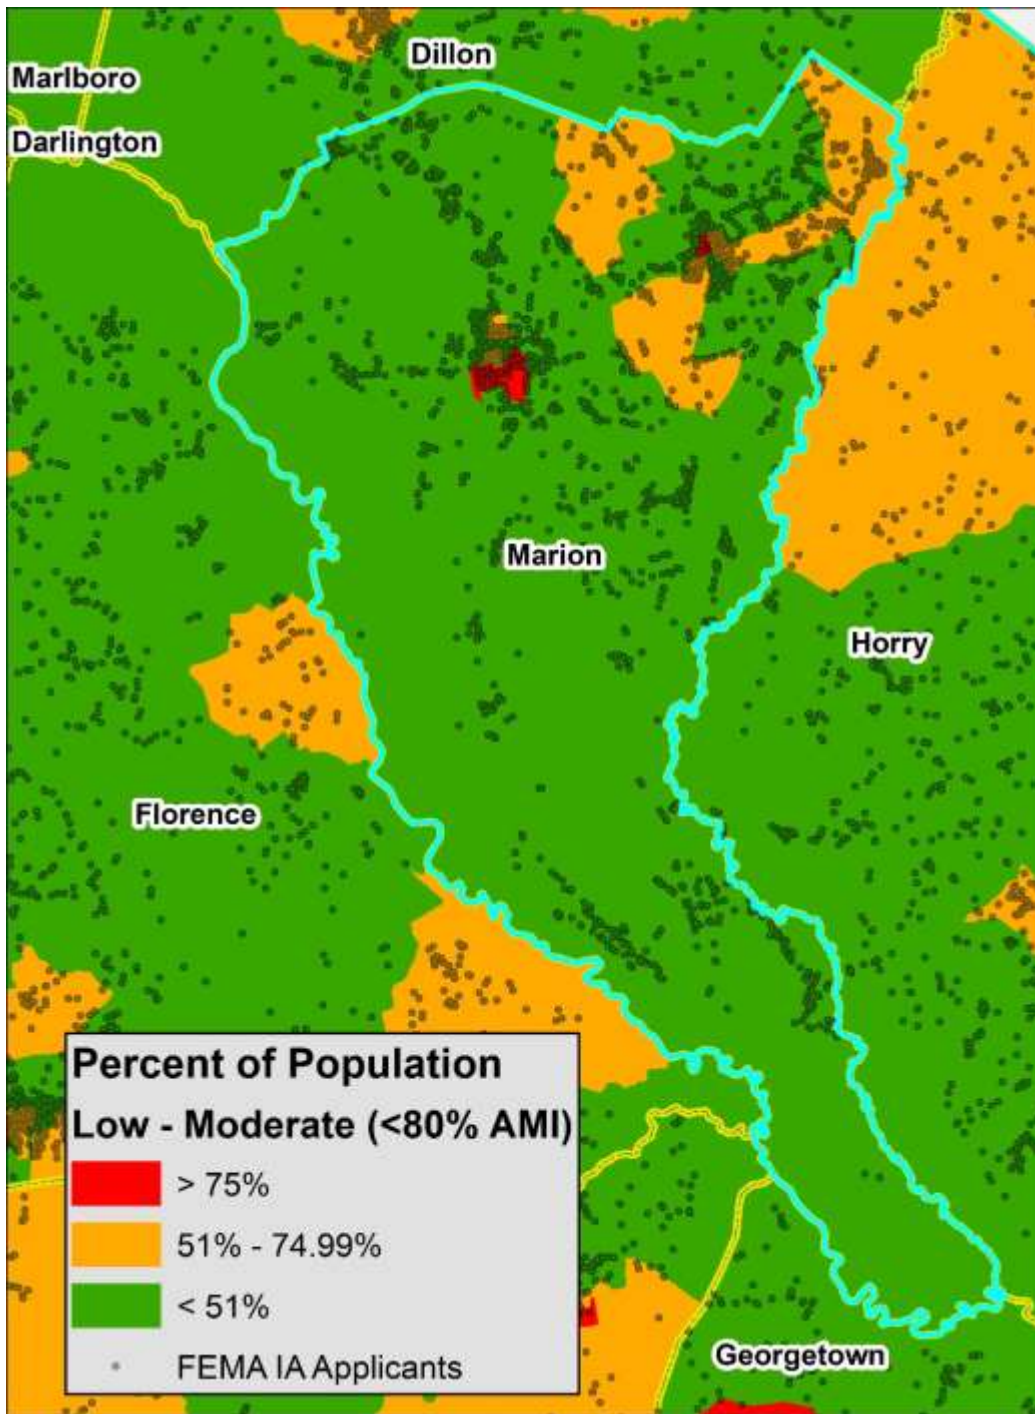 Dillon
Marlboro
Darlington
Marion
Horry
Florence
Percent of Population
Low - Moderate (<80% AMI)
> 75%
51% - 74.99%
< 51%
FEMA IA Applicants
Georgetown